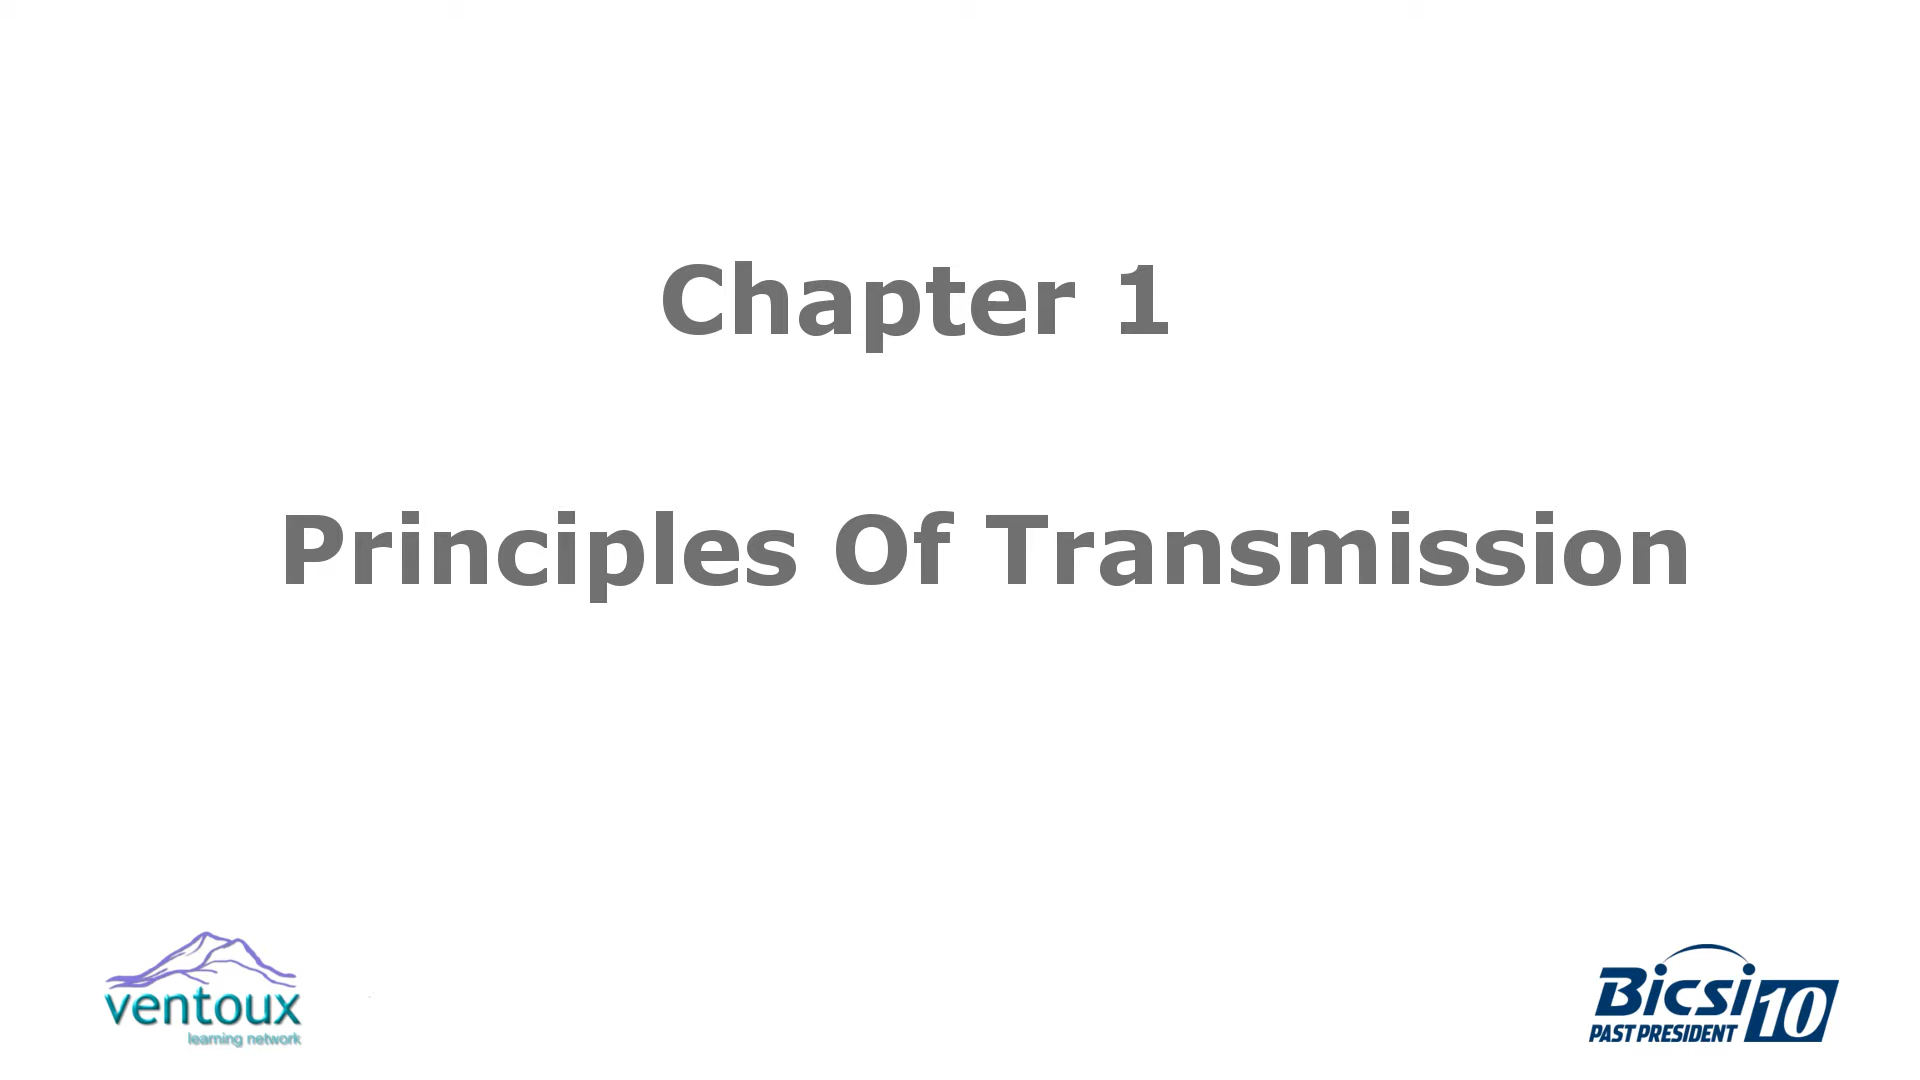 Chapter 1
Principles Of Transmission
ventoux
learning network
Bicsi 10
PAST PRESIDENT